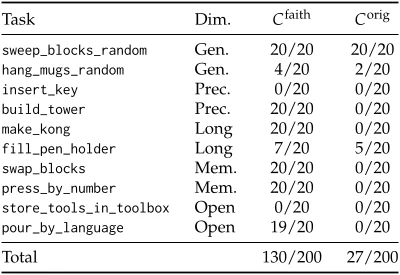 Task Dim. C^faith C^orig
sweep_blocks_random Gen. 20/20 20/20
hang_mugs_random Gen. 4/20 2/20
insert_key Prec. 0/20 0/20
build_tower Prec. 20/20 0/20
make_kong Long 20/20 0/20
fill_pen_holder Long 7/20 5/20
swap_blocks Mem. 20/20 0/20
press_by_number Mem. 20/20 0/20
store_tools_in_toolbox Open 0/20 0/20
pour_by_language Open 19/20 0/20
Total 130/200 27/200